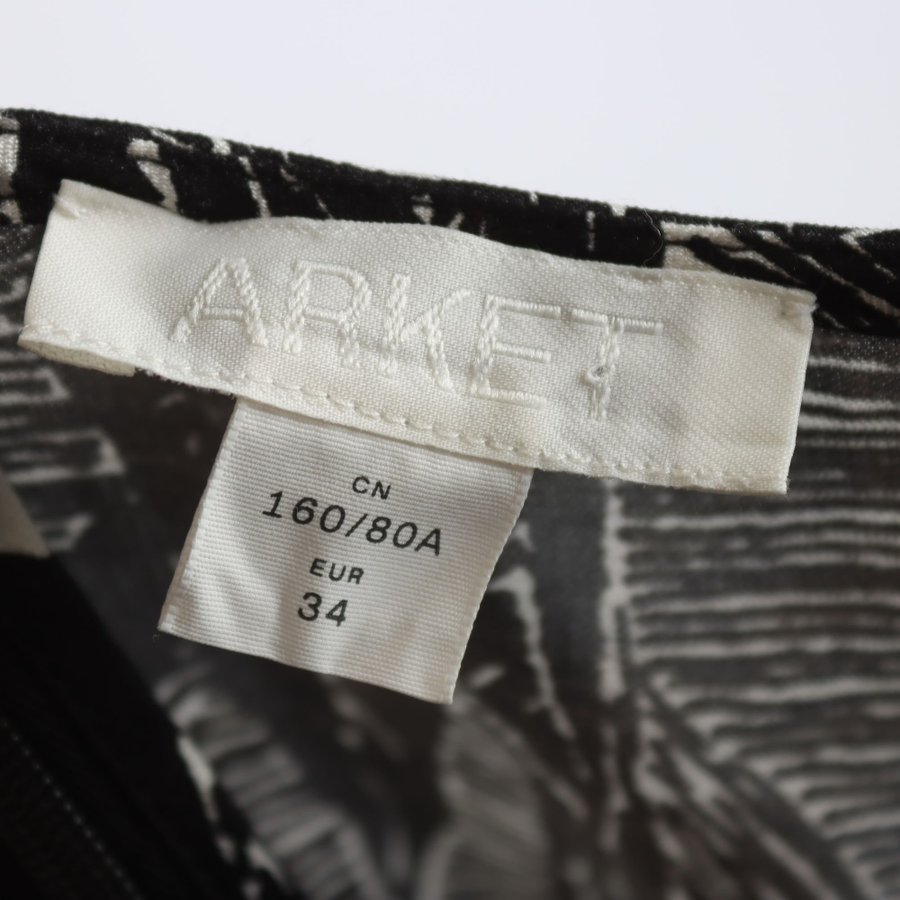 ARKET
CN
160/80A
EUR
34